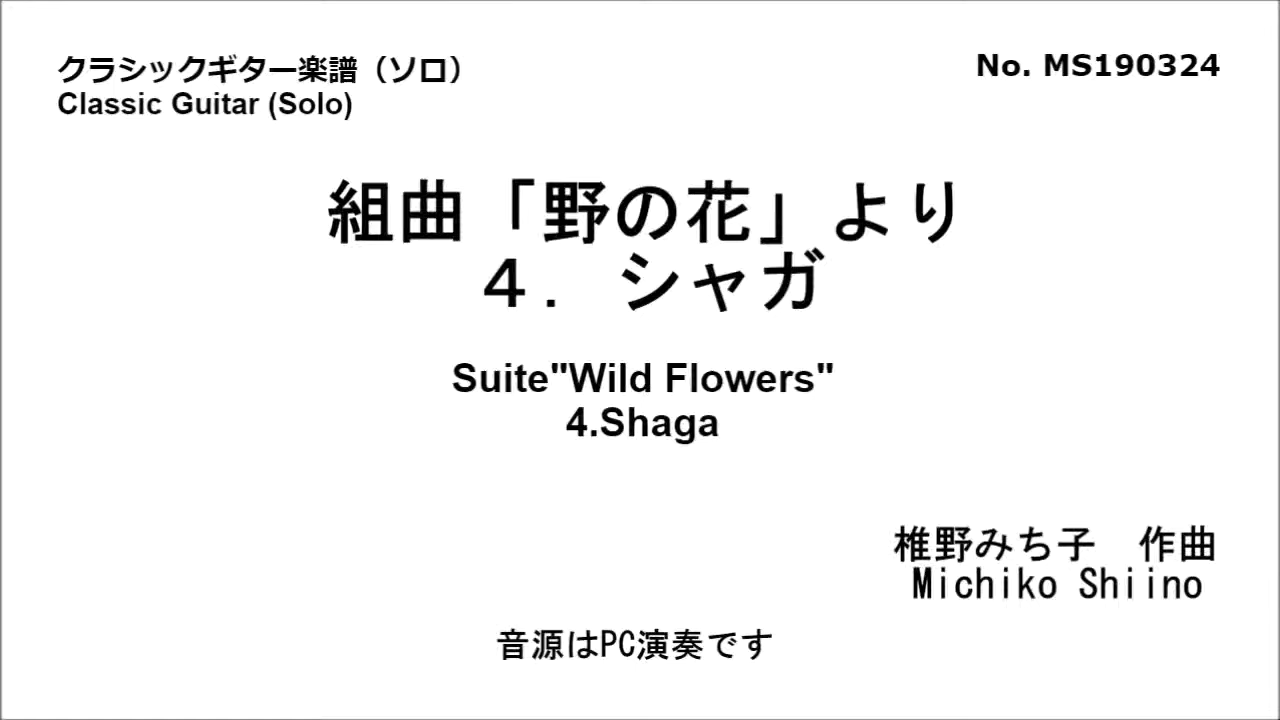 クラシックギター楽譜（ソロ）
Classic Guitar (Solo)
No. MS190324
組曲「野の花」より
４．シャガ
Suite"Wild Flowers"
4.Shaga
椎野みち子　作曲
Michiko Shiino
音源はPC演奏です